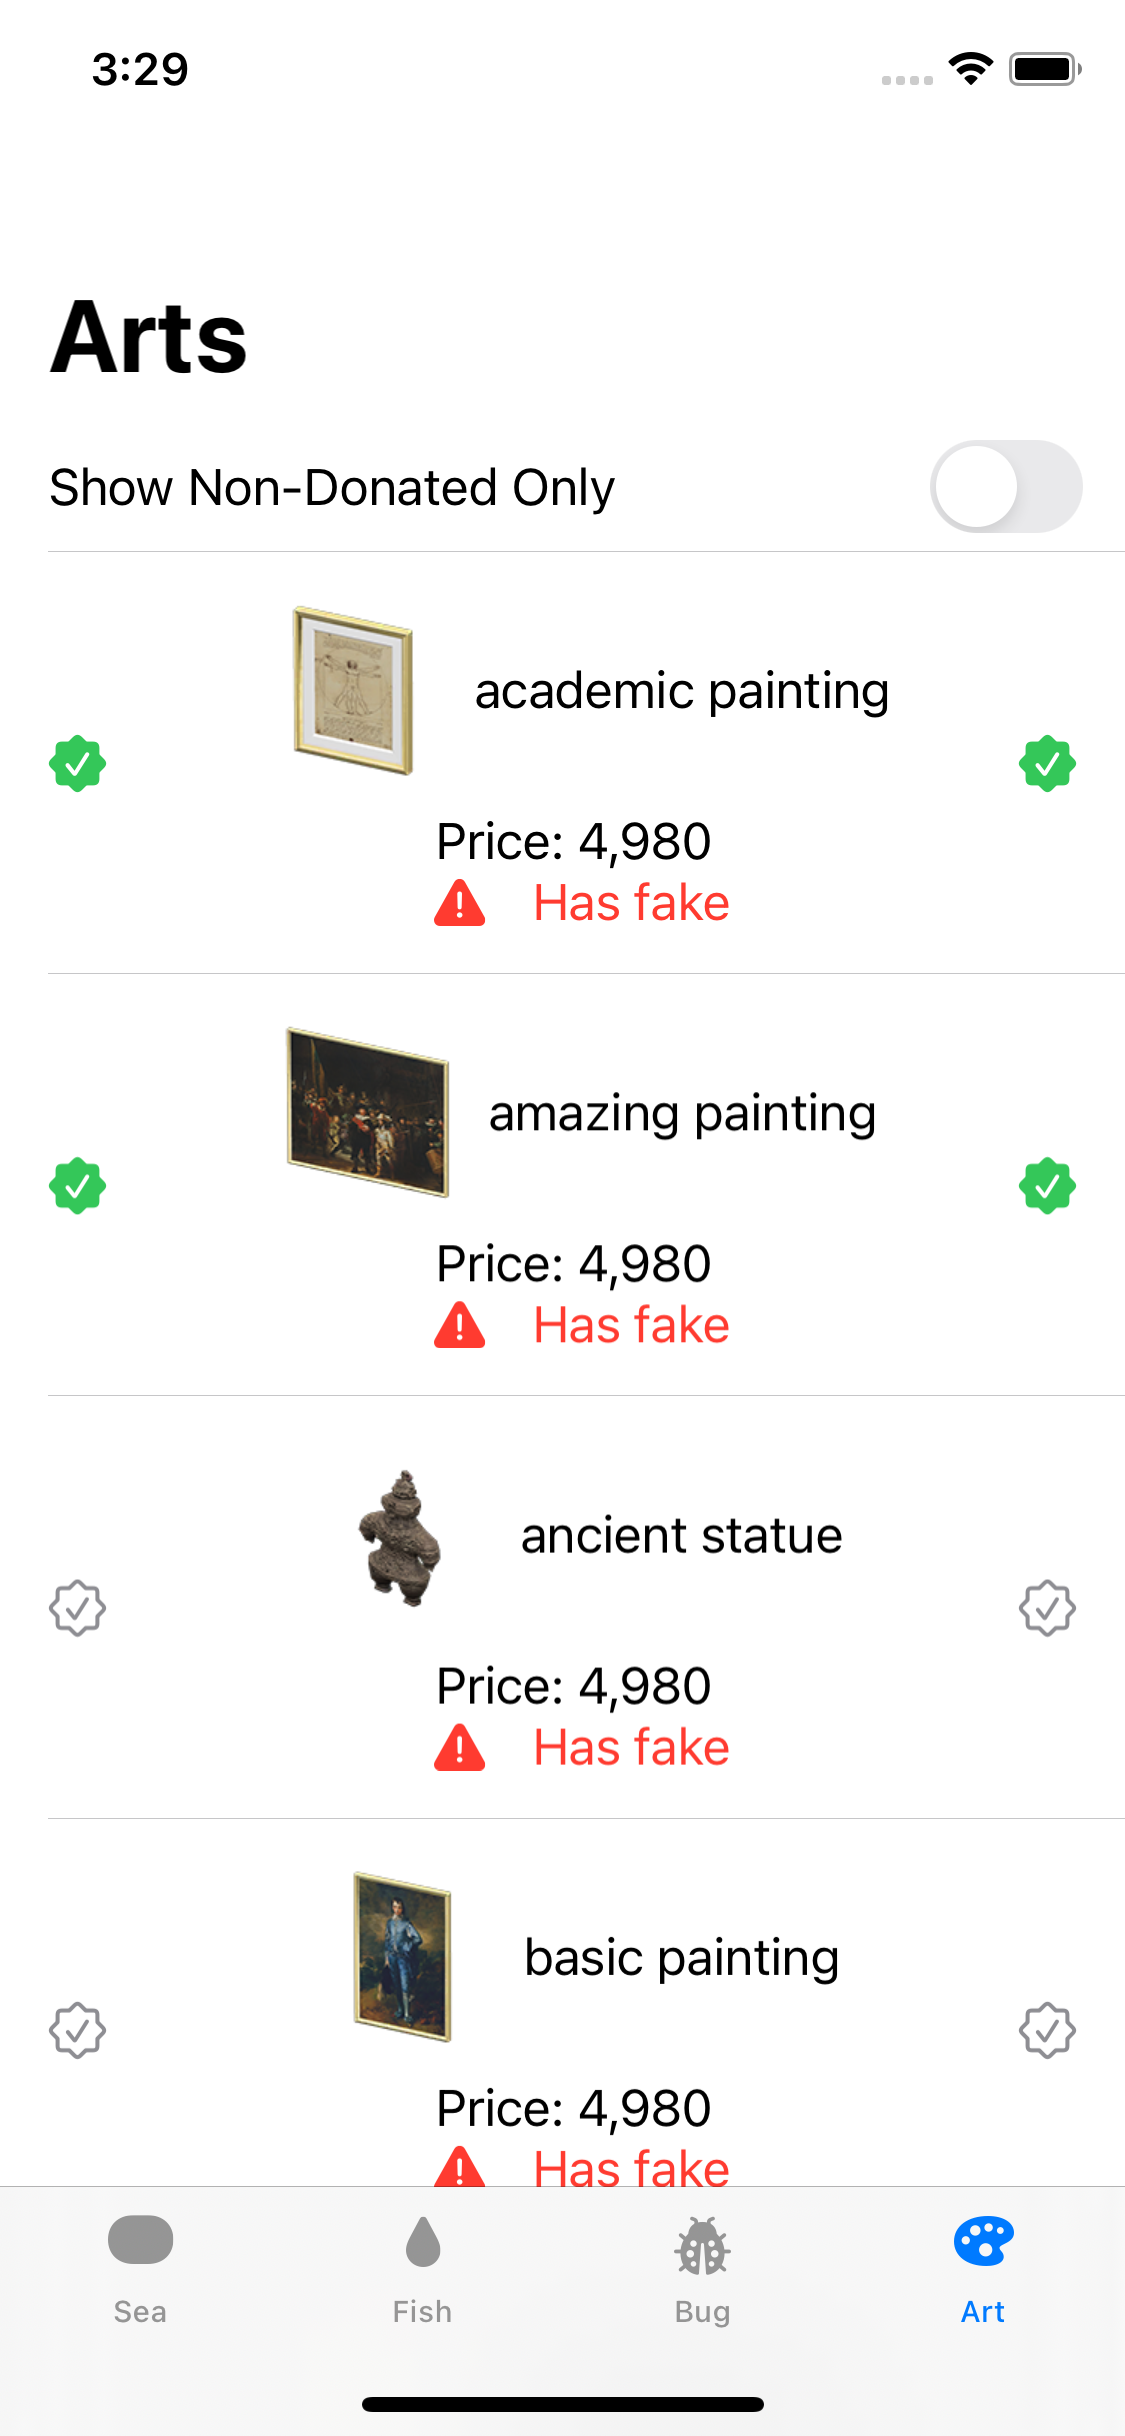 3:29
Arts
Show Non-Donated Only
academic painting
Price: 4,980
Has fake
amazing painting
Price: 4,980
Has fake
ancient statue
Price: 4,980
Has fake
basic painting
Price: 4,980
Has fake
Sea Fish Bug Art